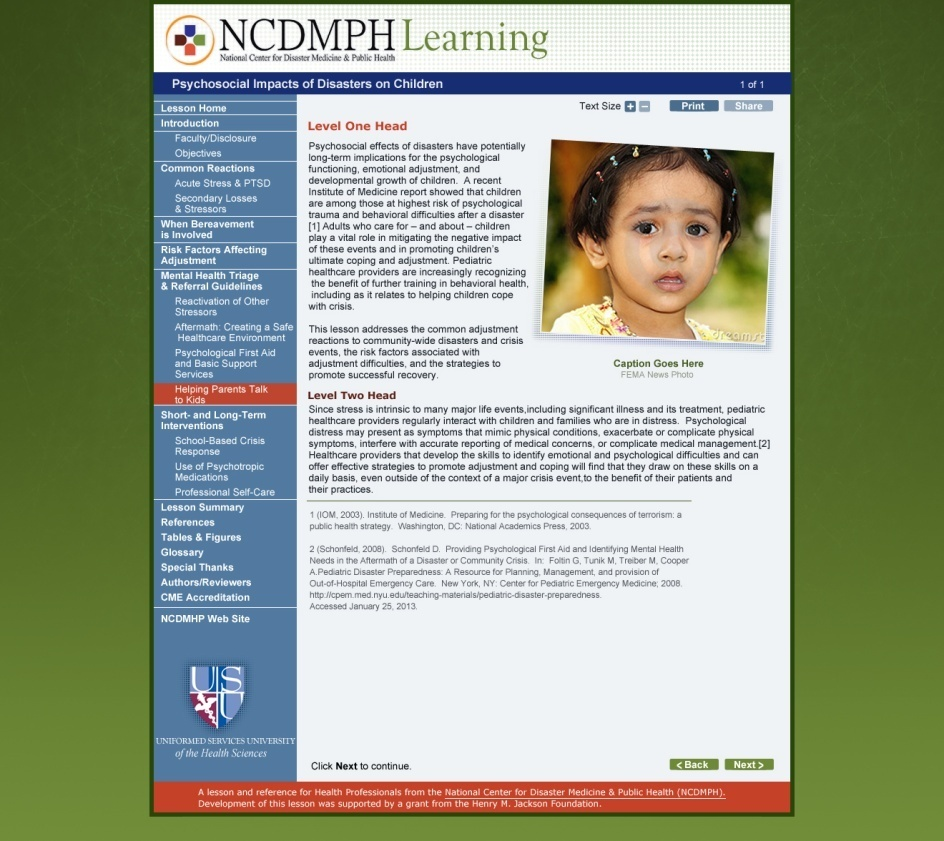 NCDMPH Learning
National Center for Disaster Medicine & Public Health
Psychosocial Impacts of Disasters on Children
1 of 1
Lesson Home
Introduction
Faculty/Disclosure
Objectives
Common Reactions
Acute Stress & PTSD
Secondary Losses
& Stressors
When Bereavement
is Involved
Risk Factors Affecting
Adjustment
Mental Health Triage
& Referral Guidelines
Reactivation of Other
Stressors
Aftermath: Creating a Safe
Healthcare Environment
Psychological First Aid
and Basic Support
Services
Helping Parents Talk
to Kids
Short- and Long-Term
Interventions
School-Based Crisis
Response
Use of Psychotropic
Medications
Professional Self-Care
Lesson Summary
References
Tables & Figures
Glossary
Special Thanks
Authors/Reviewers
CME Accreditation
NCDMHP Web Site
USU
UNIFORMED SERVICES UNIVERSITY
of the Health Sciences
Text Size + −
Print
Share
Level One Head
Psychosocial effects of disasters have potentially
long-term implications for the psychological
functioning, emotional adjustment, and
developmental growth of children. A recent
Institute of Medicine report showed that children
are among those at highest risk of psychological
trauma and behavioral difficulties after a disaster
[1] Adults who care for – and about – children
play a vital role in mitigating the negative impact
of these events and in promoting children's
ultimate coping and adjustment. Pediatric
healthcare providers are increasingly recognizing
the benefit of further training in behavioral health,
including as it relates to helping children cope
with crisis.
This lesson addresses the common adjustment
reactions to community-wide disasters and crisis
events, the risk factors associated with
adjustment difficulties, and the strategies to
promote successful recovery.
dreamst
Caption Goes Here
FEMA News Photo
Level Two Head
Since stress is intrinsic to many major life events,including significant illness and its treatment, pediatric
healthcare providers regularly interact with children and families who are in distress. Psychological
distress may present as symptoms that mimic physical conditions, exacerbate or complicate physical
symptoms, interfere with accurate reporting of medical concerns, or complicate medical management.[2]
Healthcare providers that develop the skills to identify emotional and psychological difficulties and can
offer effective strategies to promote adjustment and coping will find that they draw on these skills on a
daily basis, even outside of the context of a major crisis event,to the benefit of their patients and
their practices.
1 (IOM, 2003). Institute of Medicine. Preparing for the psychological consequences of terrorism: a
public health strategy. Washington, DC: National Academics Press, 2003.
2 (Schonfeld, 2008). Schonfeld D. Providing Psychological First Aid and Identifying Mental Health
Needs in the Aftermath of a Disaster or Community Crisis. In: Foltin G, Tunik M, Treiber M, Cooper
A.Pediatric Disaster Preparedness: A Resource for Planning, Management, and provision of
Out-of-Hospital Emergency Care. New York, NY: Center for Pediatric Emergency Medicine; 2008.
http://cpem.med.nyu.edu/teaching-materials/pediatric-disaster-preparedness.
Accessed January 25, 2013.
Click Next to continue.
< Back
Next >
A lesson and reference for Health Professionals from the National Center for Disaster Medicine & Public Health (NCDMPH).
Development of this lesson was supported by a grant from the Henry M. Jackson Foundation.